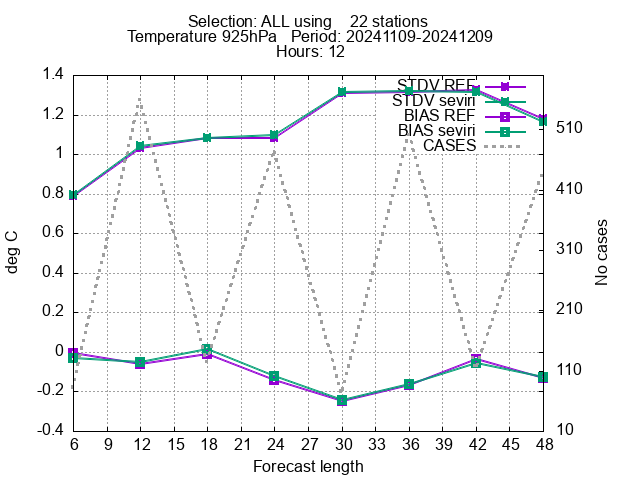 Selection: ALL using 22 stations
Temperature 925hPa Period: 20241109-20241209
Hours: 12
STDV REF
STDV seviri
BIAS REF
BIAS seviri
CASES
1.4
1.2
1
0.8
0.6
0.4
0.2
0
-0.2
-0.4
deg C
510
410
310
210
110
10
No cases
6 9 12 15 18 21 24 27 30 33 36 39 42 45 48
Forecast length